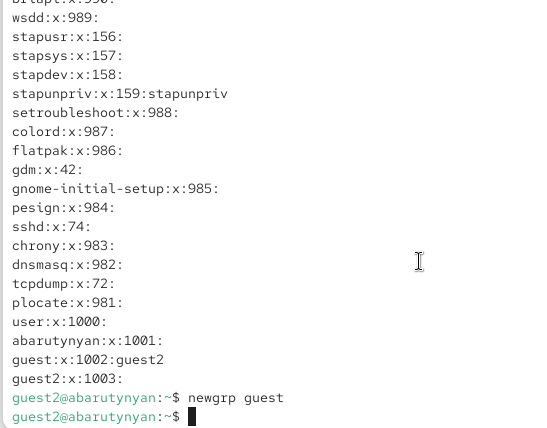 wsdd:x:989:
stapusr:x:156:
stapsys:x:157:
stapdev:x:158:
stapunpriv:x:159:stapunpriv
setroubleshoot:x:988:
colord:x:987:
flatpak:x:986:
gdm:x:42:
gnome-initial-setup:x:985:
pesign:x:984:
sshd:x:74:
chrony:x:983:
dnsmasq:x:982:
tcpdump:x:72:
plocate:x:981:
user:x:1000:
abarutynyan:x:1001:
guest:x:1002:guest2
guest2:x:1003:
guest2@abarutynyan:~$ newgrp guest
guest2@abarutynyan:~$